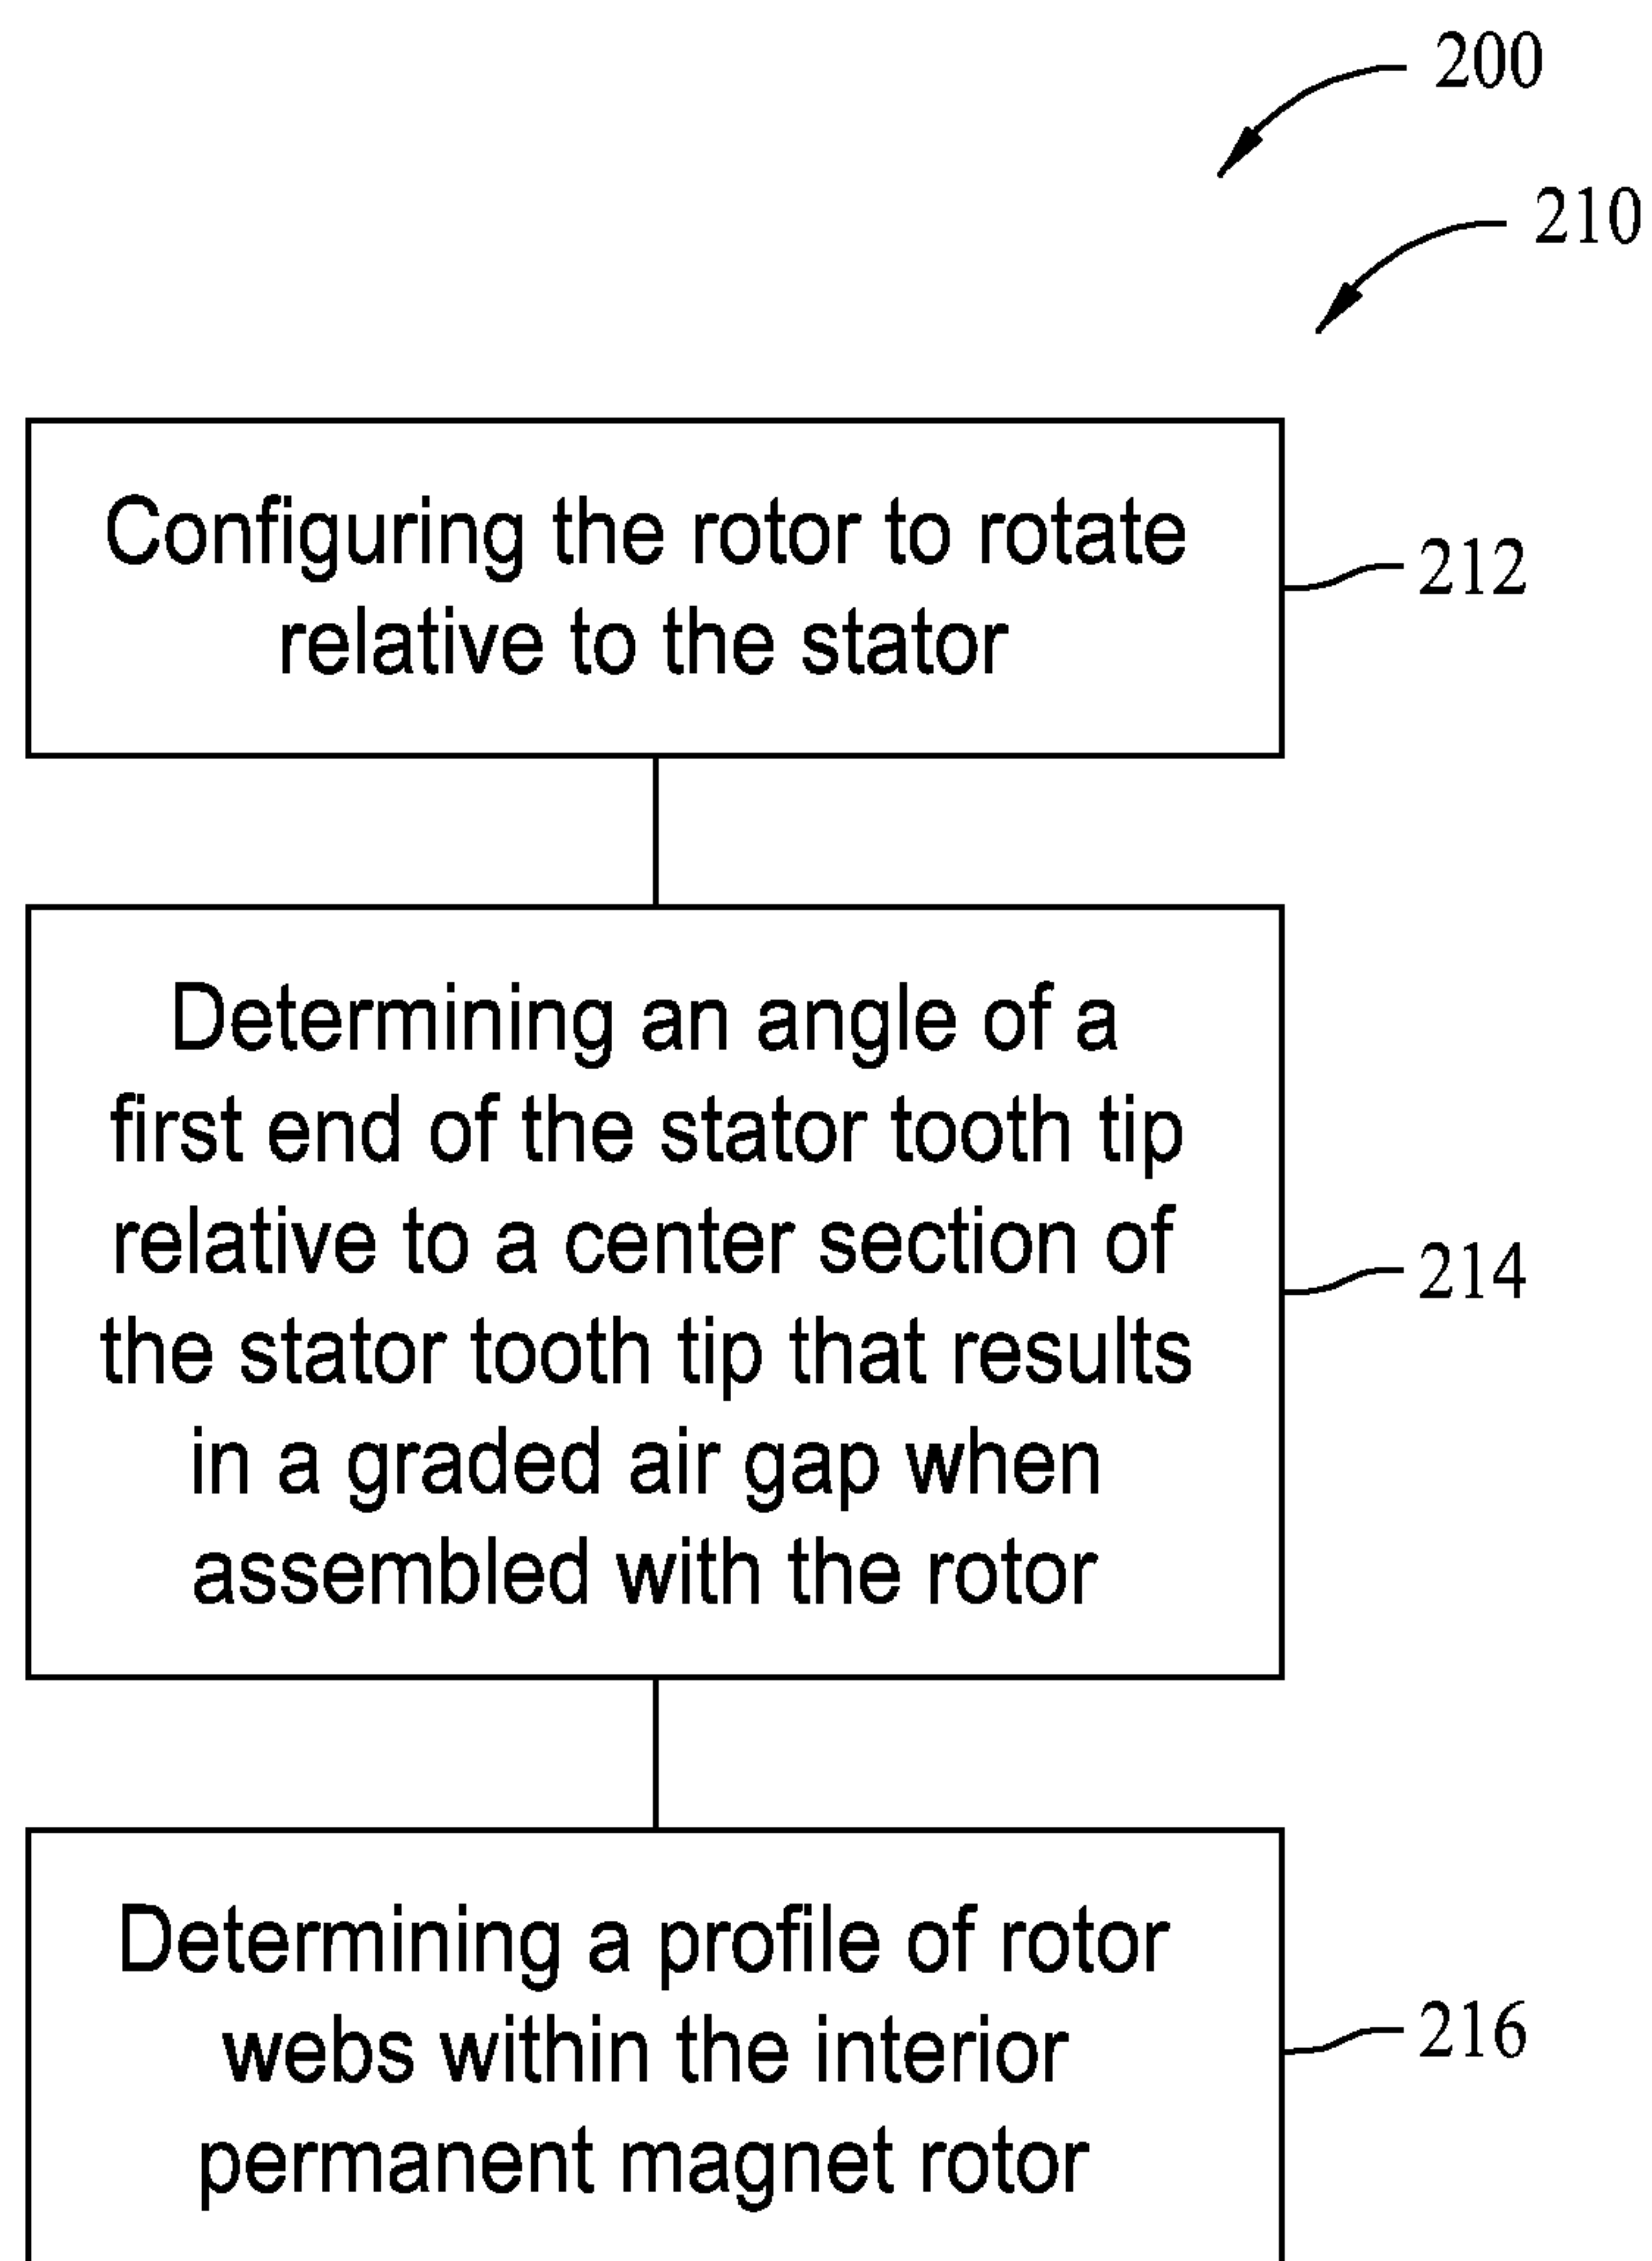 200
210
Configuring the rotor to rotate
relative to the stator
212
Determining an angle of a
first end of the stator tooth tip
relative to a center section of
the stator tooth tip that results
in a graded air gap when
assembled with the rotor
214
Determining a profile of rotor
webs within the interior
permanent magnet rotor
216